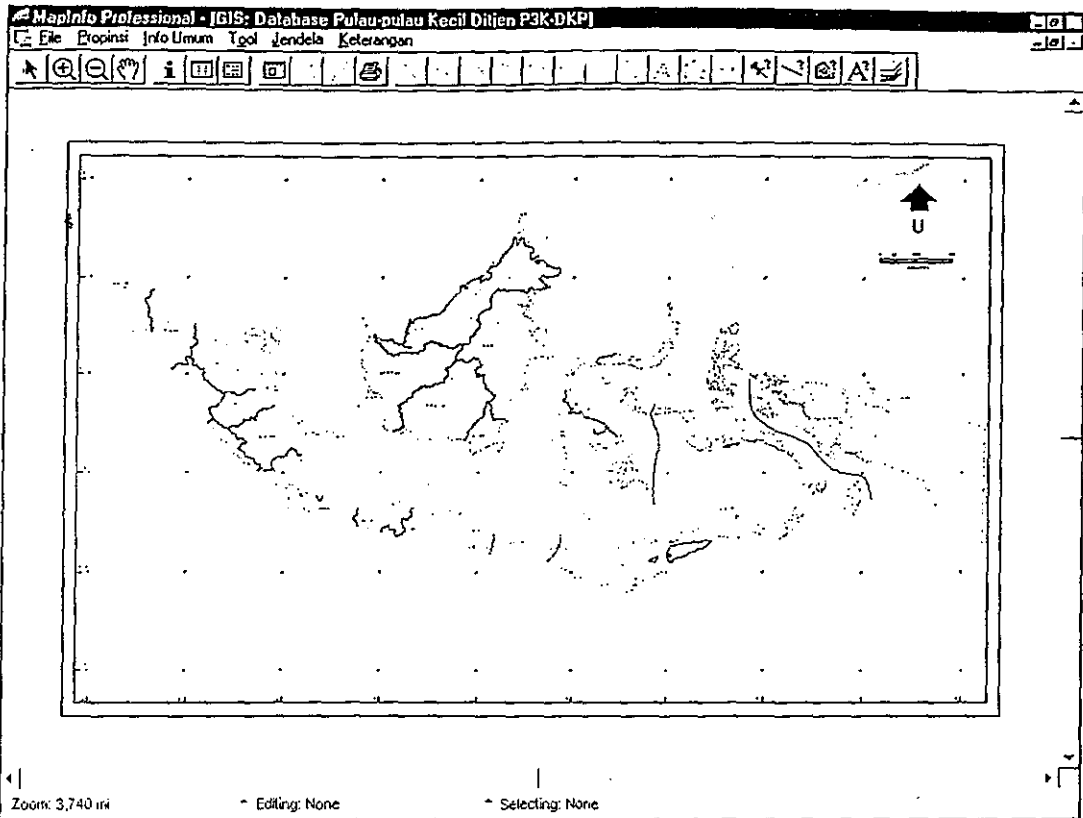 MapInfo Professional - [GIS: Database Pulau-pulau Kecil Ditjen P3K-DKP]
File Propinsi Info Umum Tool Jendela Keterangan
U
Zoom: 3,740 mi Editing: None Selecting: None